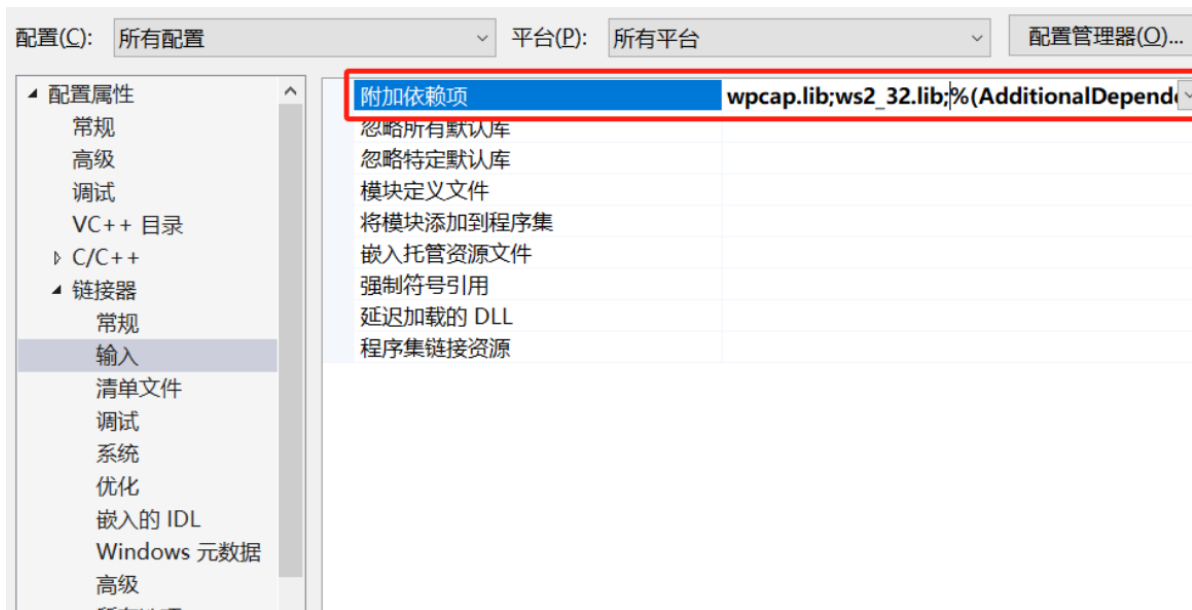 配置(C): 所有配置 平台(P): 所有平台 配置管理器(O)...
配置属性
常规
高级
调试
VC++ 目录
C/C++
链接器
常规
输入
清单文件
调试
系统
优化
嵌入的 IDL
Windows 元数据
高级
附加依赖项 wpcap.lib;ws2_32.lib;%(AdditionalDepend
忽略所有默认库
忽略特定默认库
模块定义文件
将模块添加到程序集
嵌入托管资源文件
强制符号引用
延迟加载的 DLL
程序集链接资源